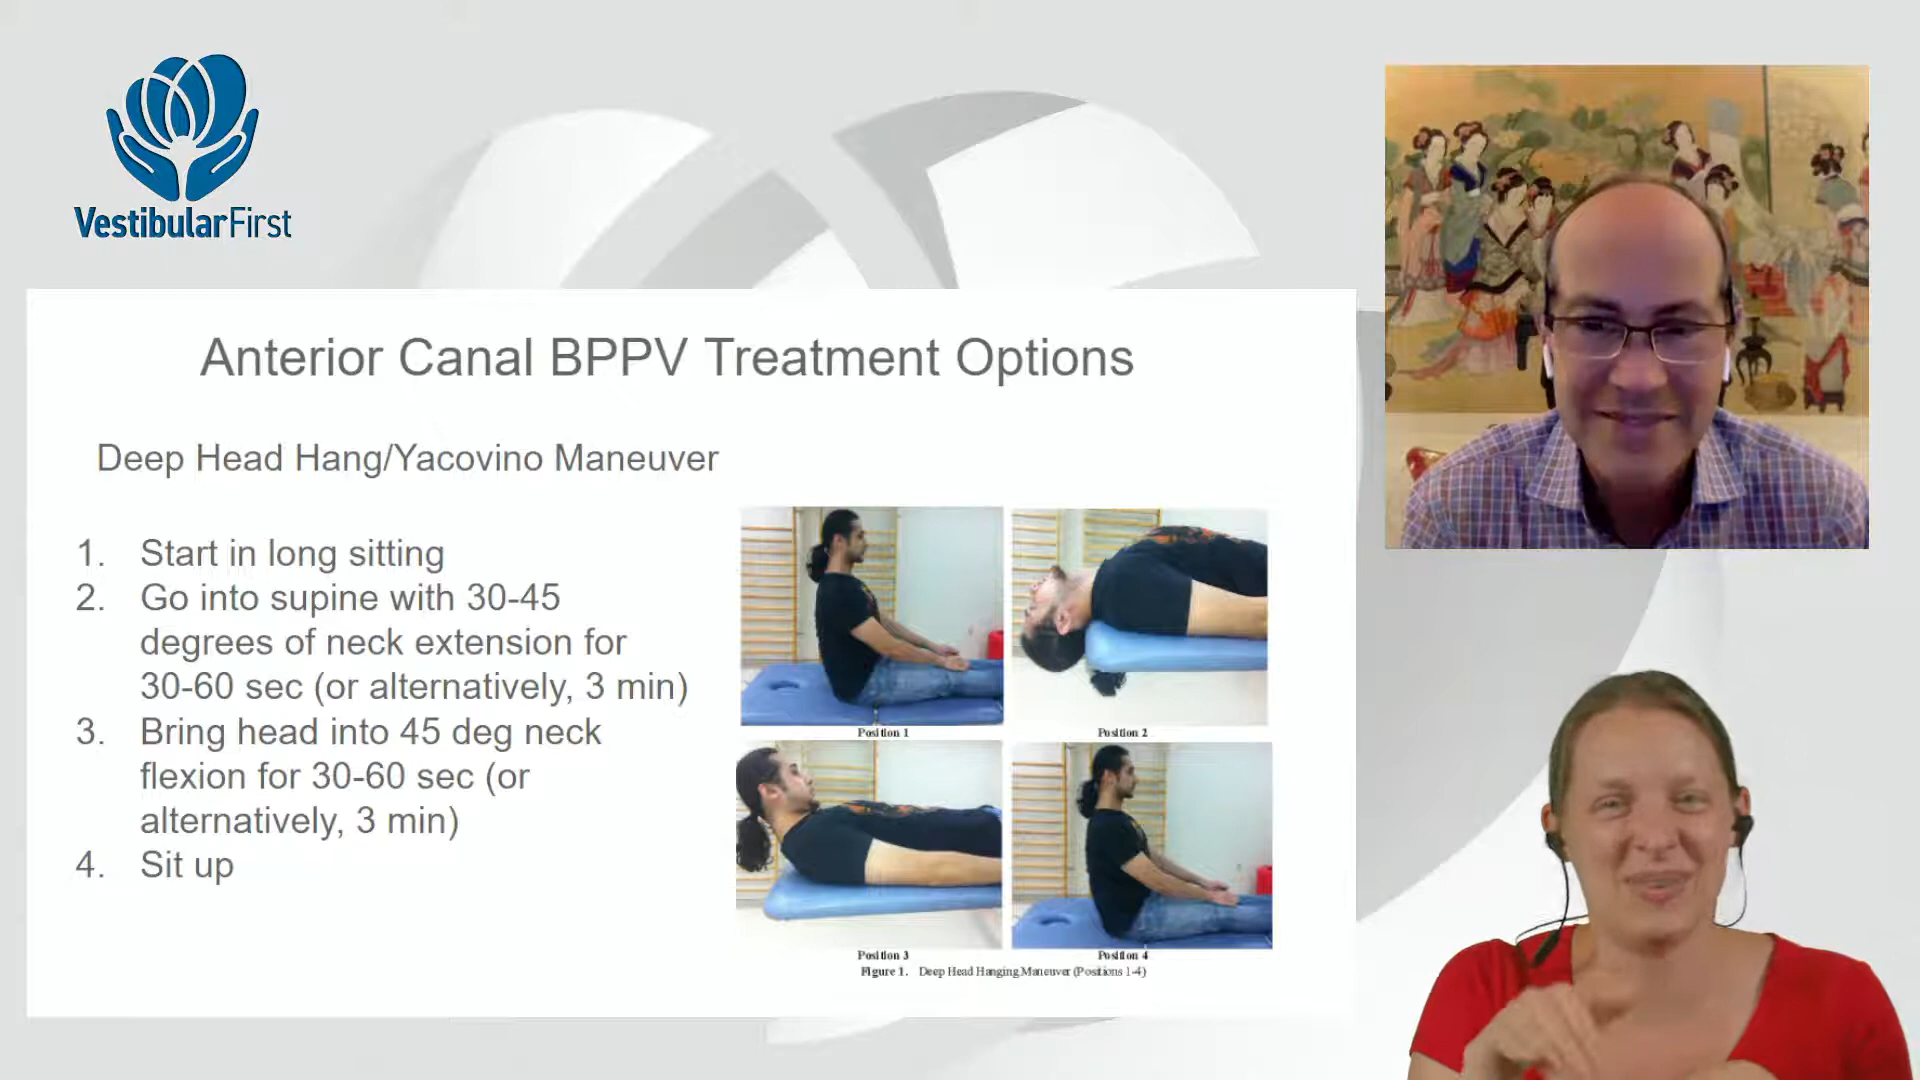 VestibularFirst
Anterior Canal BPPV Treatment Options
Deep Head Hang/Yacovino Maneuver
1. Start in long sitting
2. Go into supine with 30-45
degrees of neck extension for
30-60 sec (or alternatively, 3 min)
3. Bring head into 45 deg neck
flexion for 30-60 sec (or
alternatively, 3 min)
4. Sit up
Position 1
Position 2
Position 3
Position 4
Figure 1. Deep Head Hanging Maneuver (Positions 1-4)